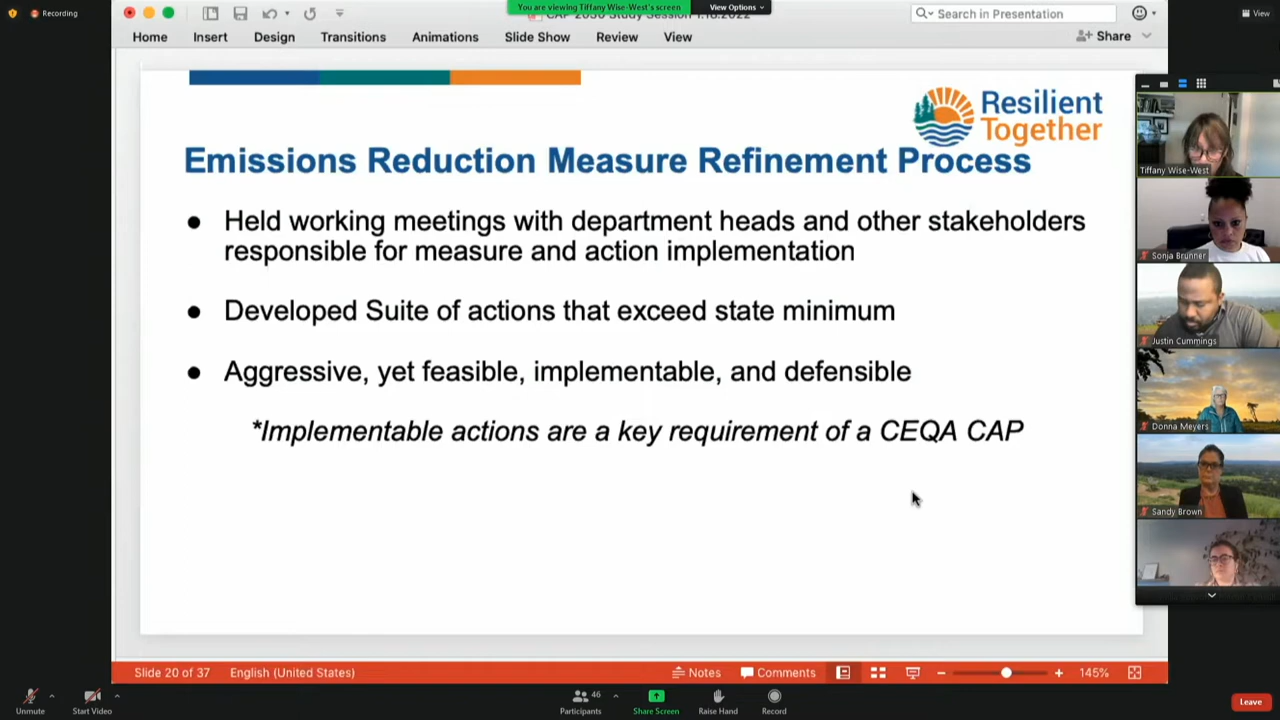 Recording
You are viewing Tiffany Wise-West's screen
View Options
View
Search in Presentation
Home
Insert
Design
Transitions
Animations
Slide Show
Review
View
Share
Resilient
Together
Emissions Reduction Measure Refinement Process
● Held working meetings with department heads and other stakeholders
responsible for measure and action implementation
● Developed Suite of actions that exceed state minimum
● Aggressive, yet feasible, implementable, and defensible
*Implementable actions are a key requirement of a CEQA CAP
Tiffany Wise-West
Sonja Brunner
Justin Cummings
Donna Meyers
Sandy Brown
Slide 20 of 37
English (United States)
Notes
Comments
145%
Unmute
Start Video
46
Participants
Share Screen
Raise Hand
Record
Leave